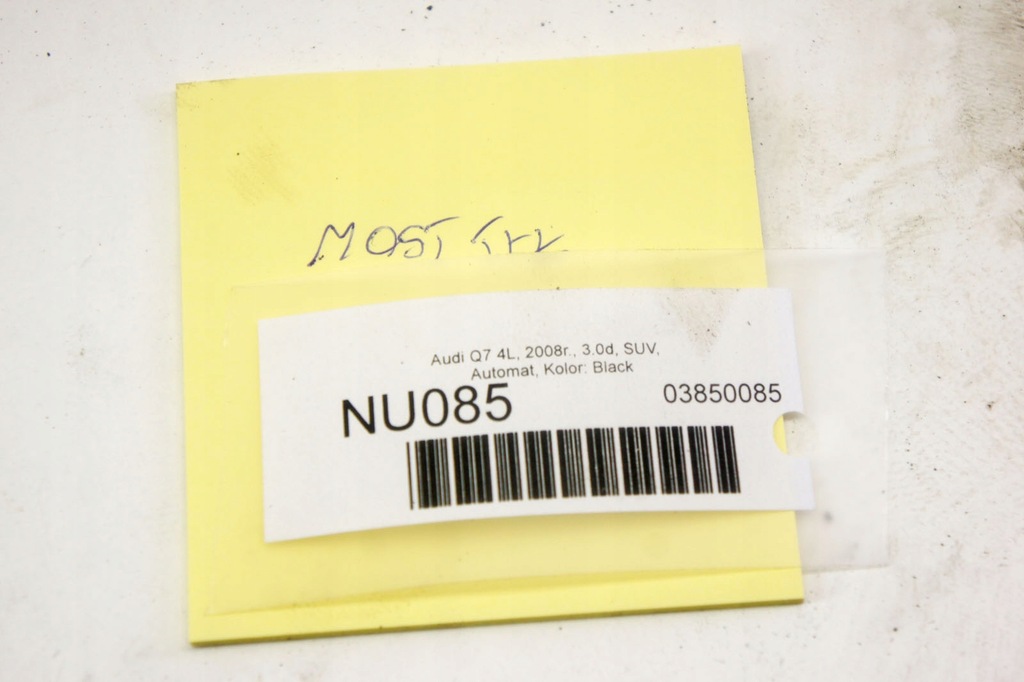 MOST
Audi Q7 4L, 2008r., 3.0d, SUV,
Automat, Kolor: Black
NU085
03850085